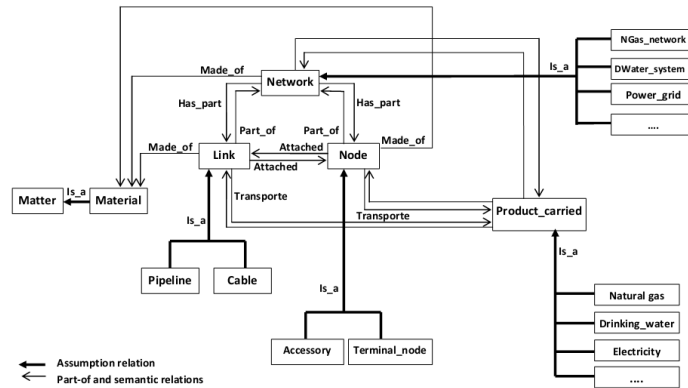 NGas_network
Is_a
DWater_system
Made_of
Network
Power_grid
Has_part
Has_part
....
Part_of
Part_of
Made_of
Attached
Made_of
Link
Node
Attached
Is_a
Matter
Material
Transporte
Transporte
Product_carried
Is_a
Is_a
Pipeline
Cable
Is_a
Natural gas
Drinking_water
Accessory
Terminal_node
Electricity
Assumption relation
....
Part-of and semantic relations